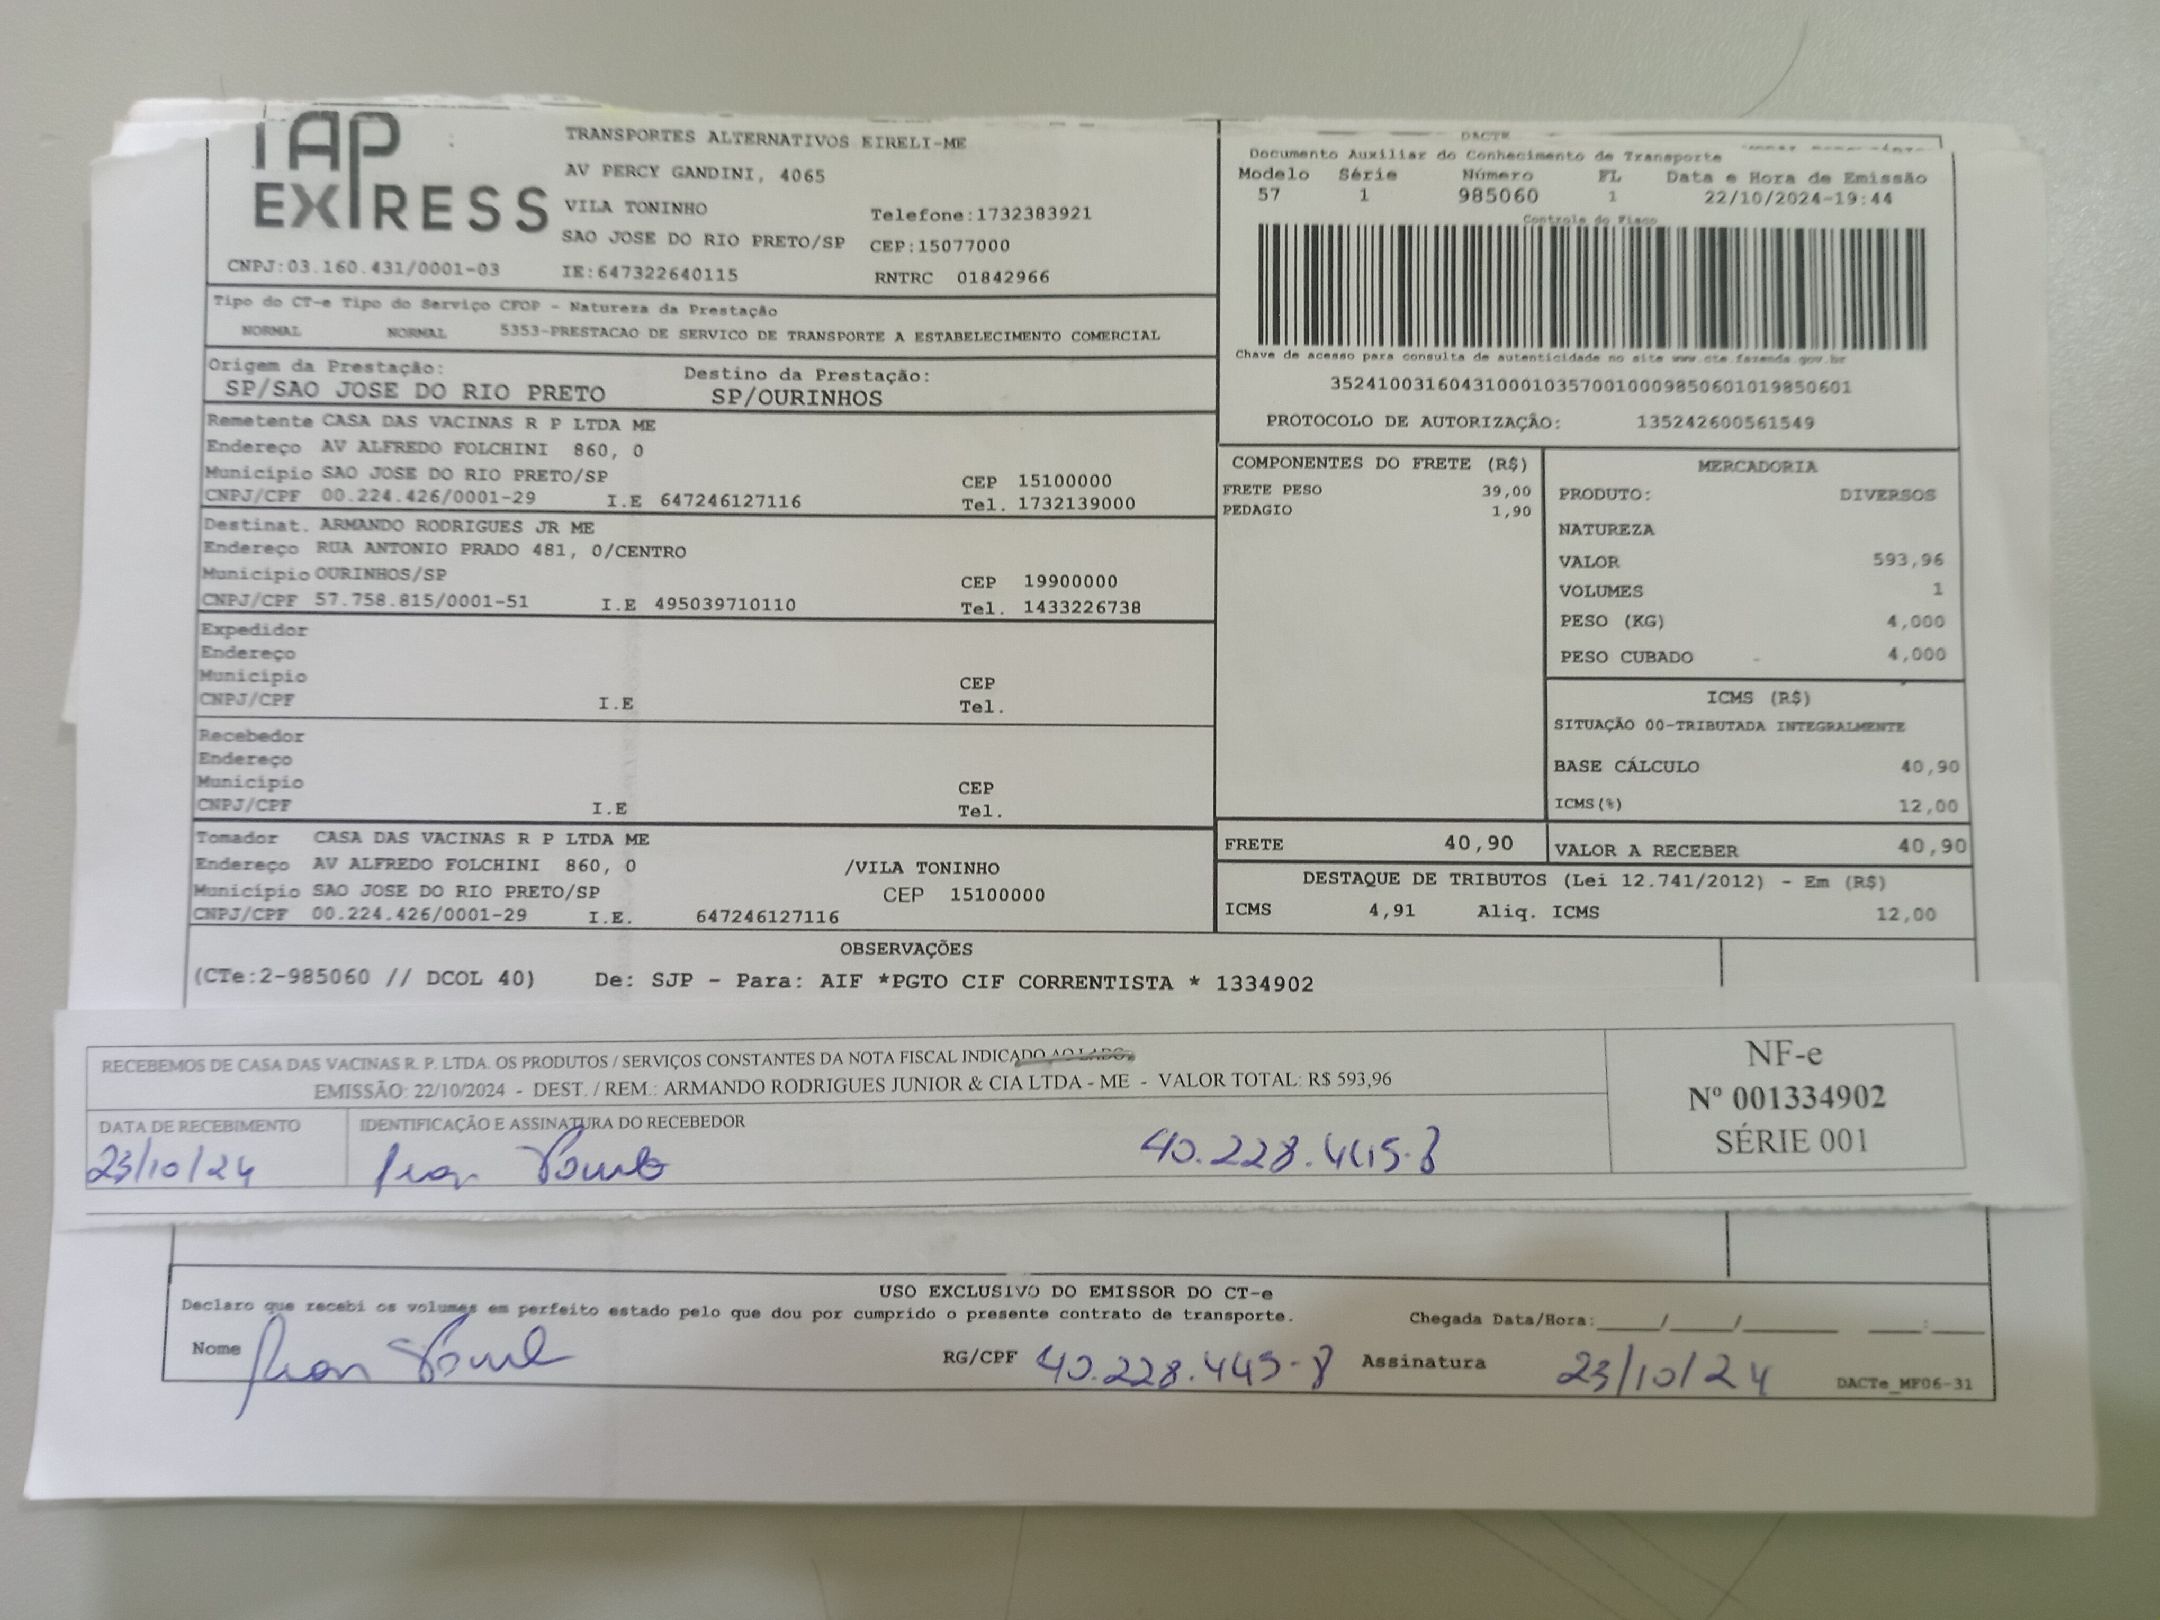 TAP
EXPRESS
TRANSPORTES ALTERNATIVOS EIRELI-ME
AV PERCY GANDINI, 4065
VILA TONINHO
Telefone:1732383921
SAO JOSE DO RIO PRETO/SP CEP:15077000
CNPJ:03.160.431/0001-03 IE:647322640115 RNTRC 01842966
DACTE
Documento Auxiliar do Conhecimento de Transporte
Modelo Série Número FL Data e Hora de Emissão
57 1 985060 1 22/10/2024-19:44
Controle do Fisco
Chave de acesso para consulta de autenticidade no site www.cte.fazenda.gov.br
35241003160431000103570010009850601019850601
PROTOCOLO DE AUTORIZAÇÃO: 135242600561549
Tipo do CT-e Tipo do Serviço CFOP - Natureza da Prestação
NORMAL NORMAL 5353-PRESTACAO DE SERVICO DE TRANSPORTE A ESTABELECIMENTO COMERCIAL
Origem da Prestação: Destino da Prestação:
SP/SAO JOSE DO RIO PRETO SP/OURINHOS
Remetente CASA DAS VACINAS R P LTDA ME
Endereço AV ALFREDO FOLCHINI 860, 0
Município SAO JOSE DO RIO PRETO/SP CEP 15100000
CNPJ/CPF 00.224.426/0001-29 I.E 647246127116 Tel. 1732139000
Destinat. ARMANDO RODRIGUES JR ME
Endereço RUA ANTONIO PRADO 481, 0/CENTRO
Município OURINHOS/SP CEP 19900000
CNPJ/CPF 57.758.815/0001-51 I.E 495039710110 Tel. 1433226738
Expedidor
Endereço
Município CEP
CNPJ/CPF I.E Tel.
Recebedor
Endereço
Município CEP
CNPJ/CPF I.E Tel.
Tomador CASA DAS VACINAS R P LTDA ME
Endereço AV ALFREDO FOLCHINI 860, 0 /VILA TONINHO
Município SAO JOSE DO RIO PRETO/SP CEP 15100000
CNPJ/CPF 00.224.426/0001-29 I.E. 647246127116
COMPONENTES DO FRETE (R$)
FRETE PESO 39,00
PEDAGIO 1,90
MERCADORIA
PRODUTO: DIVERSOS
NATUREZA
VALOR 593,96
VOLUMES 1
PESO (KG) 4,000
PESO CUBADO 4,000
ICMS (R$)
SITUAÇÃO 00-TRIBUTADA INTEGRALMENTE
BASE CÁLCULO 40,90
ICMS(%) 12,00
FRETE 40,90 VALOR A RECEBER 40,90
DESTAQUE DE TRIBUTOS (Lei 12.741/2012) - Em (R$)
ICMS 4,91 Aliq. ICMS 12,00
OBSERVAÇÕES
(CTe:2-985060 // DCOL 40) De: SJP - Para: AIF *PGTO CIF CORRENTISTA * 1334902
RECEBEMOS DE CASA DAS VACINAS R. P. LTDA. OS PRODUTOS / SERVIÇOS CONSTANTES DA NOTA FISCAL INDICADO AO LADO.
EMISSÃO: 22/10/2024 - DEST. / REM.: ARMANDO RODRIGUES JUNIOR & CIA LTDA - ME - VALOR TOTAL: R$ 593,96
DATA DE RECEBIMENTO IDENTIFICAÇÃO E ASSINATURA DO RECEBEDOR
23/10/24 40.228.445-8
NF-e
Nº 001334902
SÉRIE 001
USO EXCLUSIVO DO EMISSOR DO CT-e
Declaro que recebi os volumes em perfeito estado pelo que dou por cumprido o presente contrato de transporte.
Chegada Data/Hora:_____/_____/________ ____:____
Nome RG/CPF 40.228.445-8 Assinatura 23/10/24
DACTe_MF06-31